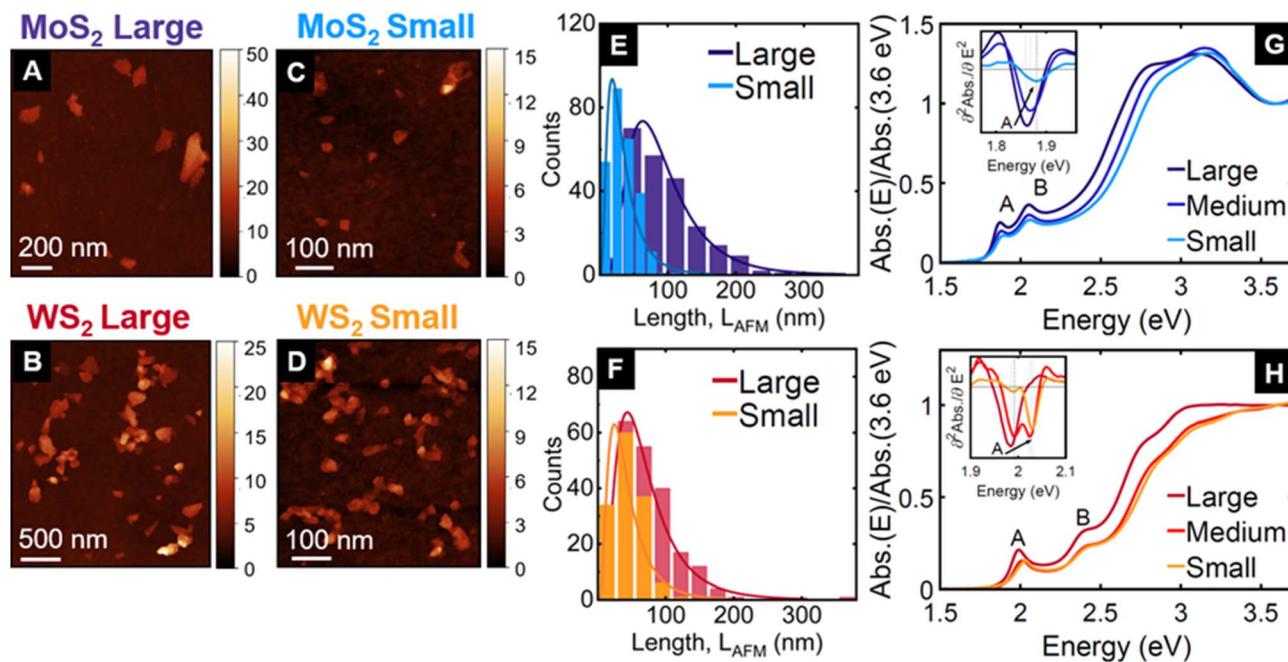 MoS₂ Large
MoS₂ Small
A
50
40
30
20
10
0
200 nm
C
15
12
9
6
3
0
100 nm
E
120
80
40
0
Counts
Large
Small
100 200 300
Length, L_AFM (nm)
G
Abs.(E)/Abs.(3.6 eV)
1.5
1
0.5
0
∂²Abs./∂ E²
A
1.8 1.9
Energy (eV)
A
B
Large
Medium
Small
1.5 2 2.5 3 3.5
Energy (eV)
WS₂ Large
WS₂ Small
B
25
20
15
10
5
0
500 nm
D
15
12
9
6
3
0
100 nm
F
80
60
40
20
0
Counts
Large
Small
100 200 300
Length, L_AFM (nm)
H
Abs.(E)/Abs.(3.6 eV)
1
0.5
0
∂²Abs./∂ E²
A
1.9 2 2.1
Energy (eV)
A
B
Large
Medium
Small
1.5 2 2.5 3 3.5
Energy (eV)